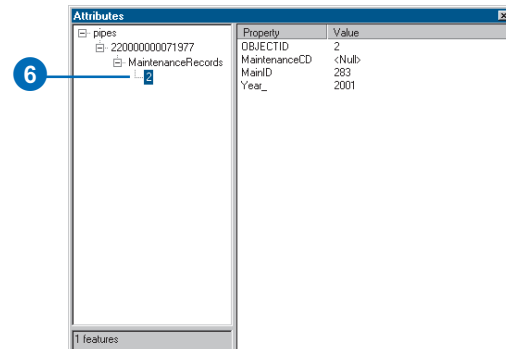 Attributes
pipes
220000000071977
MaintenanceRecords
6
2
Property Value
OBJECTID 2
MaintenanceCD <Null>
MainID 283
Year_ 2001
1 features